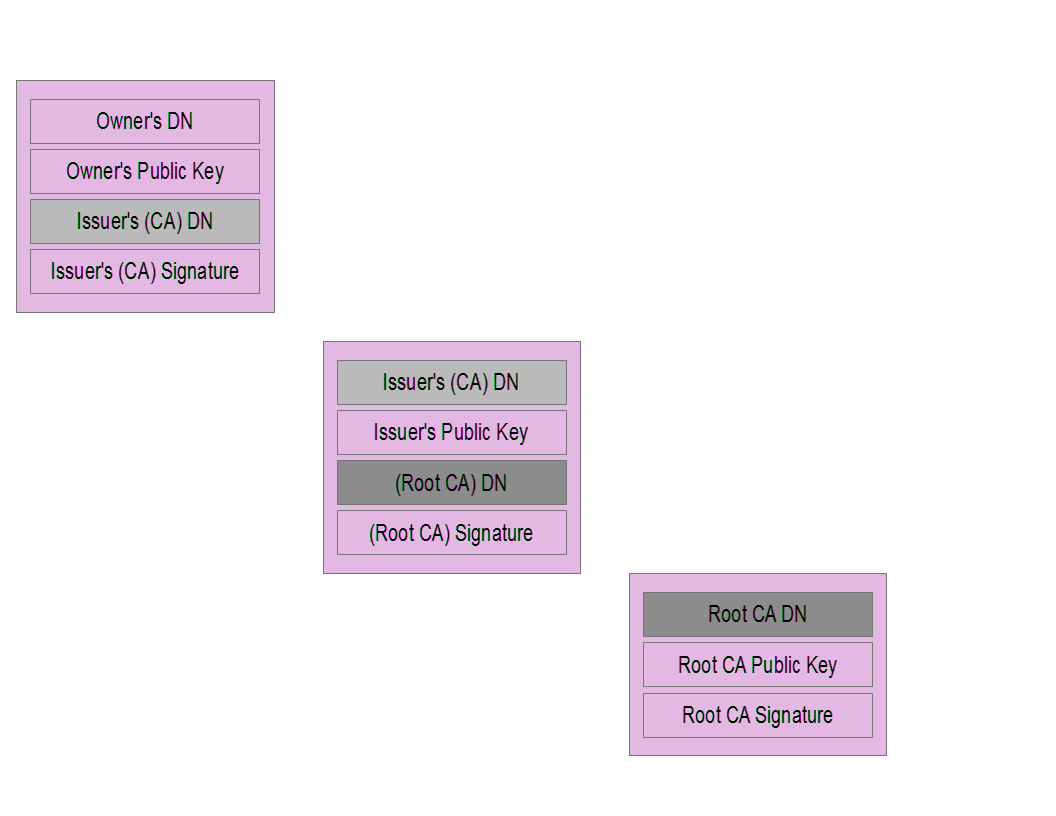 Owner's DN
Owner's Public Key
Issuer's (CA) DN
Issuer's (CA) Signature
Issuer's (CA) DN
Issuer's Public Key
(Root CA) DN
(Root CA) Signature
Root CA DN
Root CA Public Key
Root CA Signature